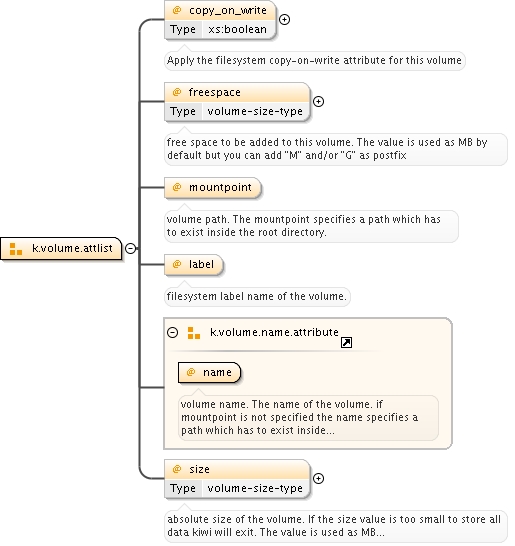 @ copy_on_write
Type xs:boolean
Apply the filesystem copy-on-write attribute for this volume
@ freespace
Type volume-size-type
free space to be added to this volume. The value is used as MB by
default but you can add "M" and/or "G" as postfix
@ mountpoint
volume path. The mountpoint specifies a path which has
to exist inside the root directory.
k.volume.attlist
@ label
filesystem label name of the volume.
k.volume.name.attribute
@ name
volume name. The name of the volume. if
mountpoint is not specified the name specifies a
path which has to exist inside...
@ size
Type volume-size-type
absolute size of the volume. If the size value is too small to store all
data kiwi will exit. The value is used as MB...